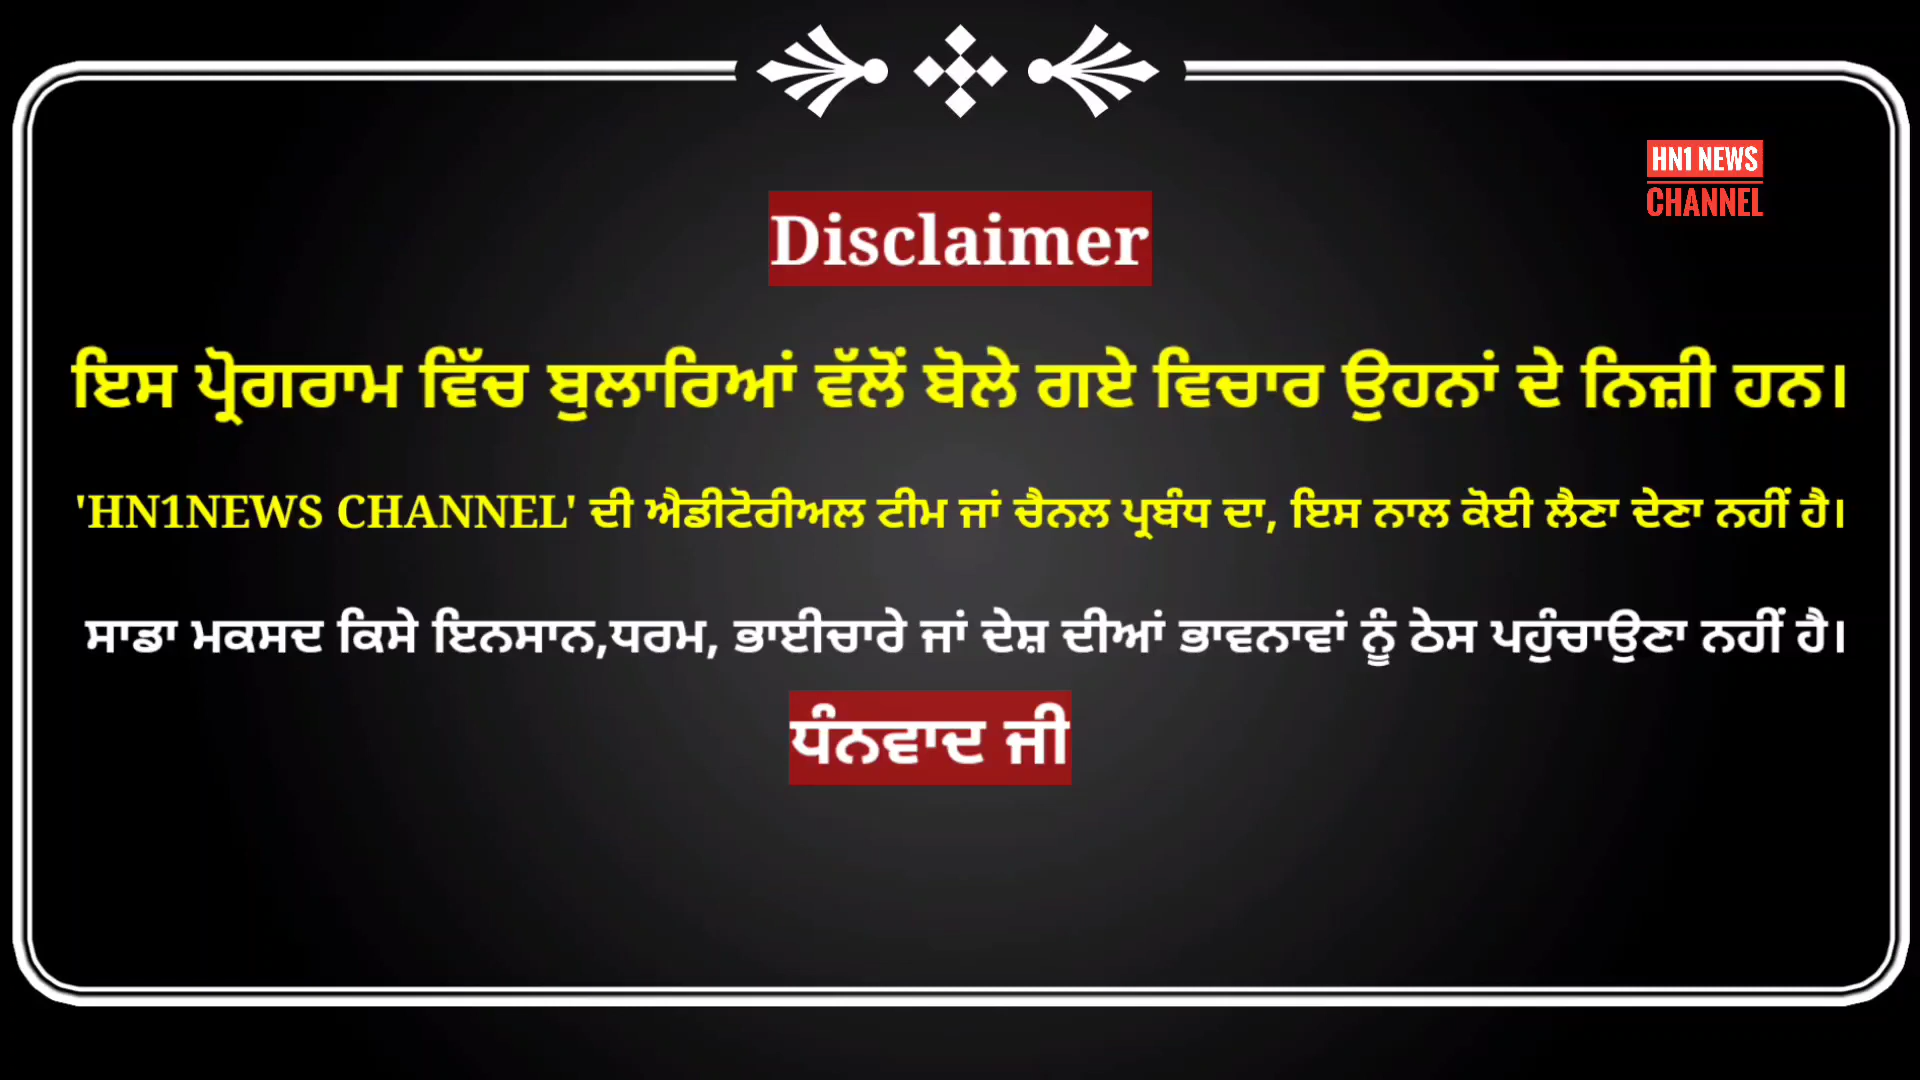 HN1 NEWS
CHANNEL
Disclaimer
ਇਸ ਪ੍ਰੋਗਰਾਮ ਵਿੱਚ ਬੁਲਾਰਿਆਂ ਵੱਲੋਂ ਬੋਲੇ ਗਏ ਵਿਚਾਰ ਉਹਨਾਂ ਦੇ ਨਿਜ਼ੀ ਹਨ।
'HN1NEWS CHANNEL' ਦੀ ਐਡੀਟੋਰੀਅਲ ਟੀਮ ਜਾਂ ਚੈਨਲ ਪ੍ਰਬੰਧ ਦਾ, ਇਸ ਨਾਲ ਕੋਈ ਲੈਣਾ ਦੇਣਾ ਨਹੀਂ ਹੈ।
ਸਾਡਾ ਮਕਸਦ ਕਿਸੇ ਇਨਸਾਨ,ਧਰਮ, ਭਾਈਚਾਰੇ ਜਾਂ ਦੇਸ਼ ਦੀਆਂ ਭਾਵਨਾਵਾਂ ਨੂੰ ਠੇਸ ਪਹੁੰਚਾਉਣਾ ਨਹੀਂ ਹੈ।
ਧੰਨਵਾਦ ਜੀ